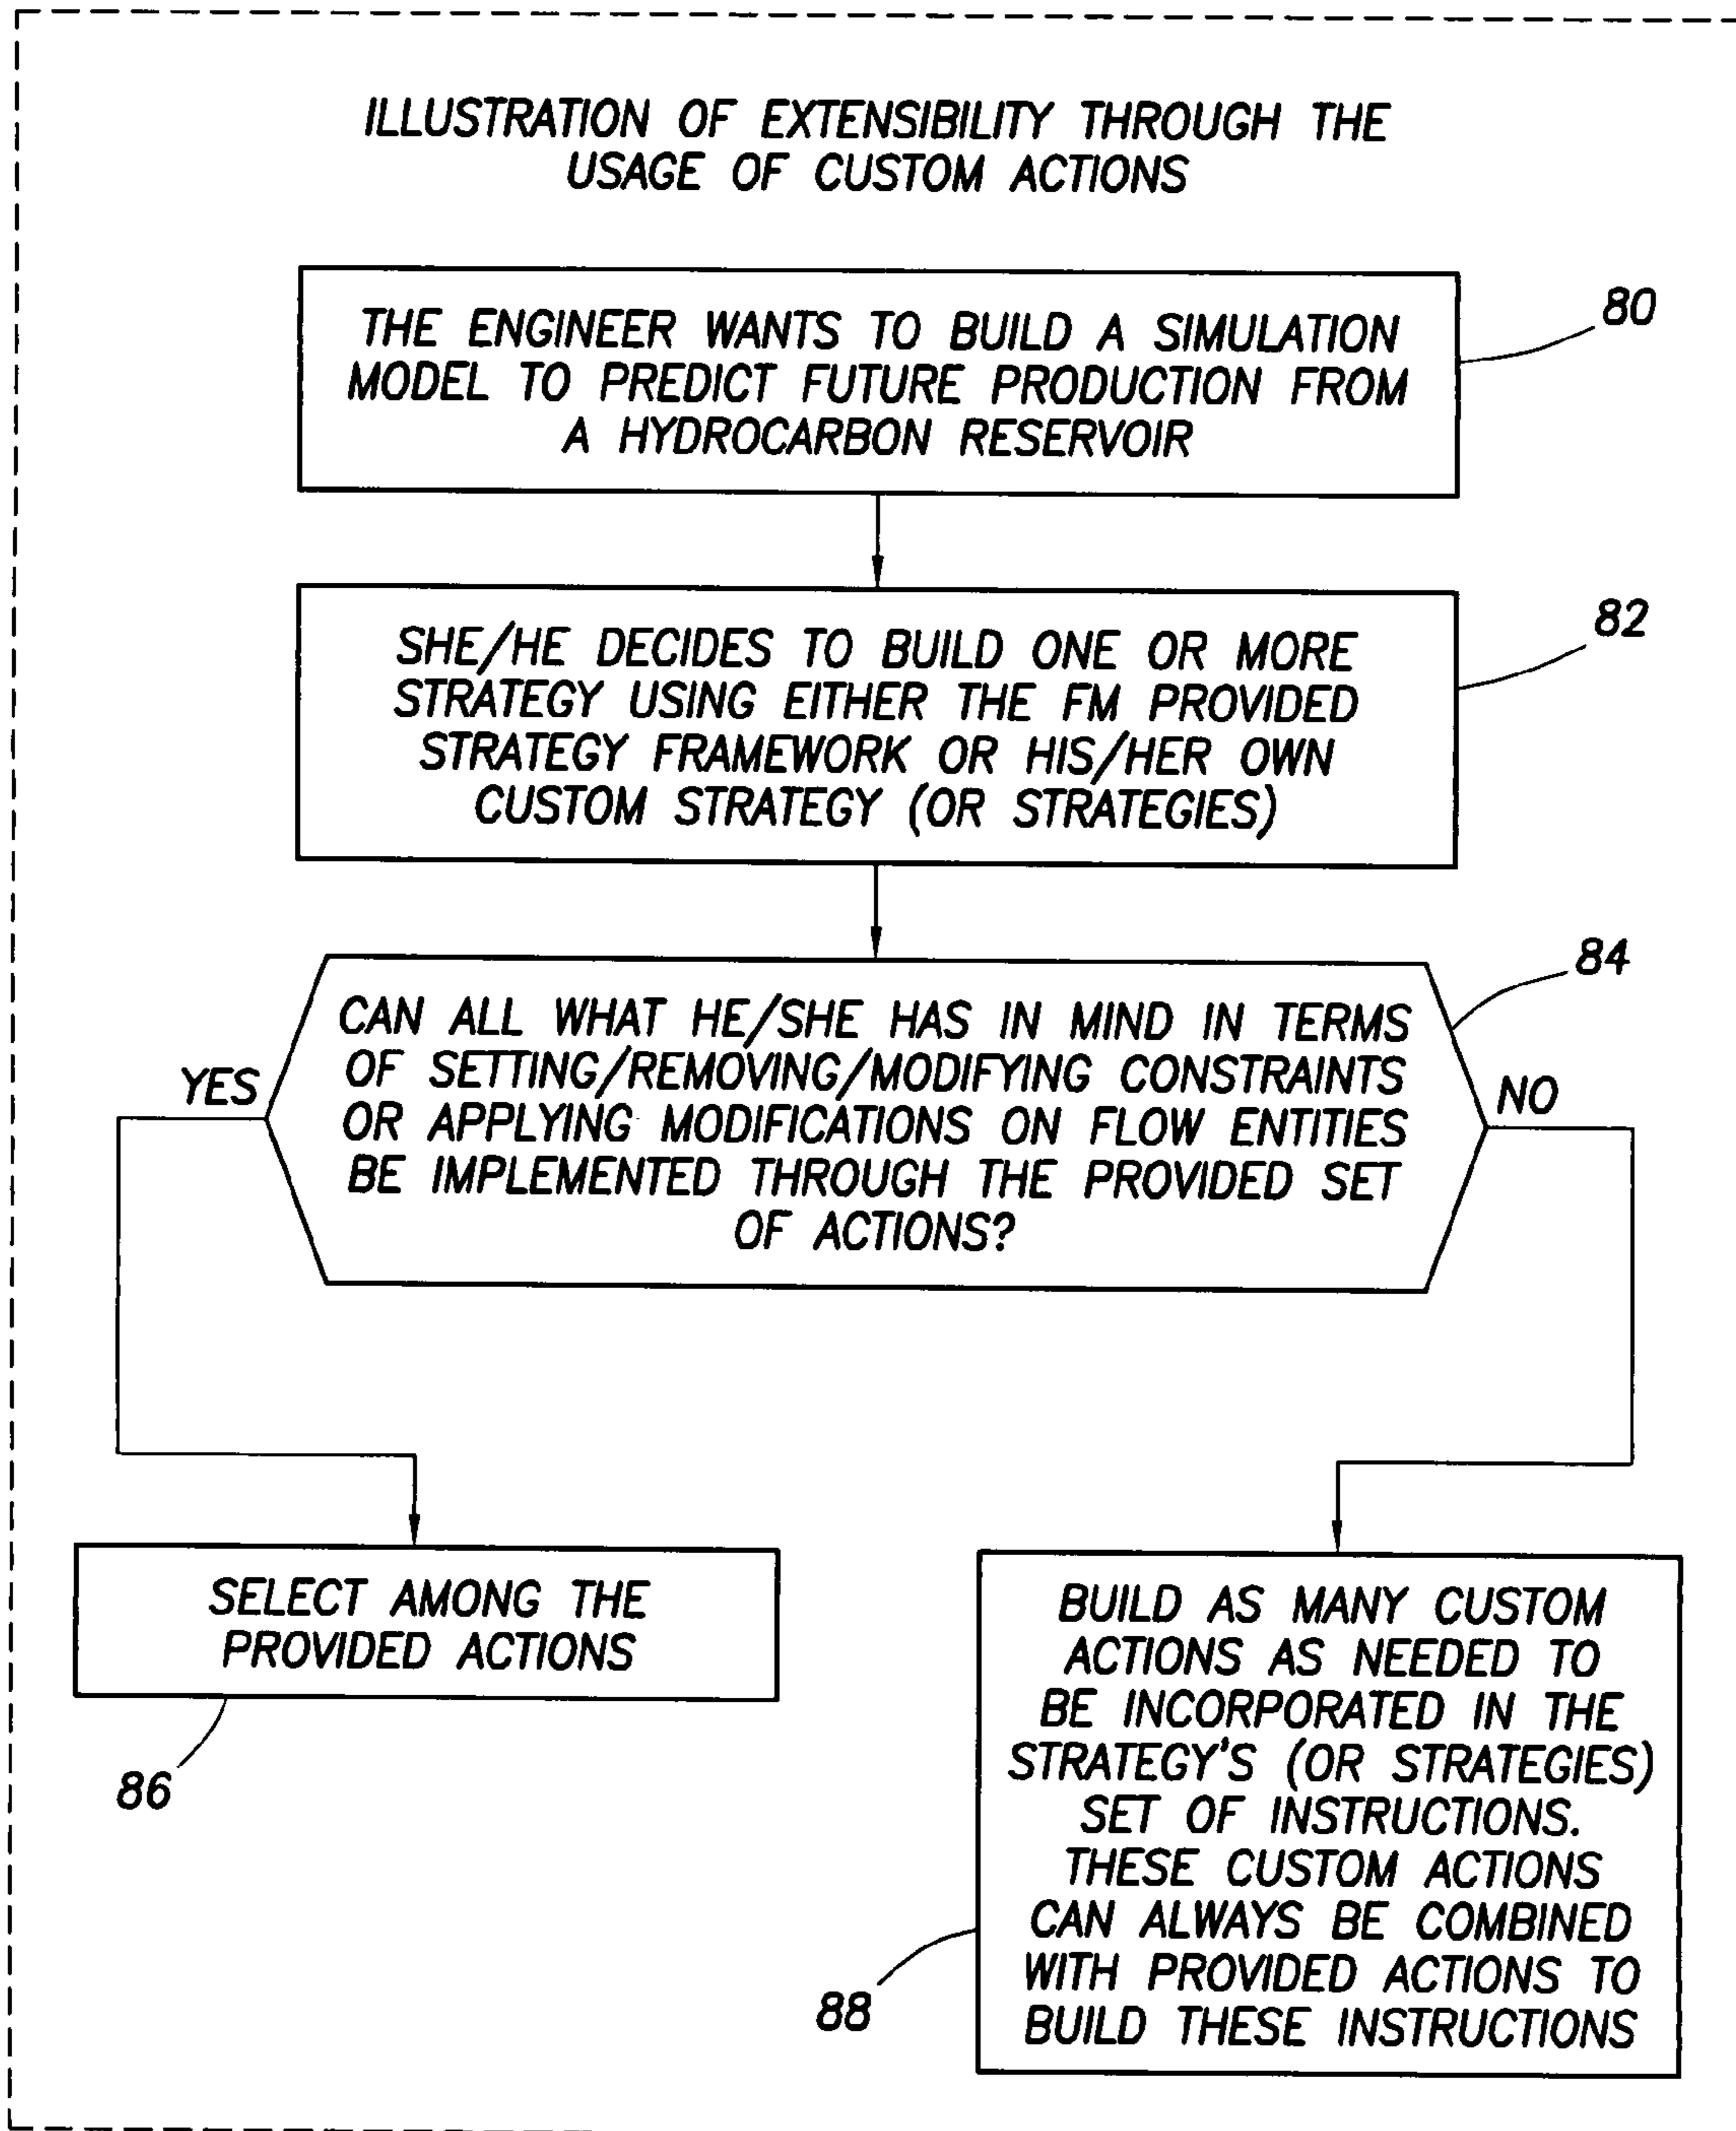 ILLUSTRATION OF EXTENSIBILITY THROUGH THE
USAGE OF CUSTOM ACTIONS
THE ENGINEER WANTS TO BUILD A SIMULATION
MODEL TO PREDICT FUTURE PRODUCTION FROM
A HYDROCARBON RESERVOIR
80
SHE/HE DECIDES TO BUILD ONE OR MORE
STRATEGY USING EITHER THE FM PROVIDED
STRATEGY FRAMEWORK OR HIS/HER OWN
CUSTOM STRATEGY (OR STRATEGIES)
82
CAN ALL WHAT HE/SHE HAS IN MIND IN TERMS
OF SETTING/REMOVING/MODIFYING CONSTRAINTS
OR APPLYING MODIFICATIONS ON FLOW ENTITIES
BE IMPLEMENTED THROUGH THE PROVIDED SET
OF ACTIONS?
84
YES
NO
SELECT AMONG THE
PROVIDED ACTIONS
86
BUILD AS MANY CUSTOM
ACTIONS AS NEEDED TO
BE INCORPORATED IN THE
STRATEGY'S (OR STRATEGIES)
SET OF INSTRUCTIONS.
THESE CUSTOM ACTIONS
CAN ALWAYS BE COMBINED
WITH PROVIDED ACTIONS TO
BUILD THESE INSTRUCTIONS
88